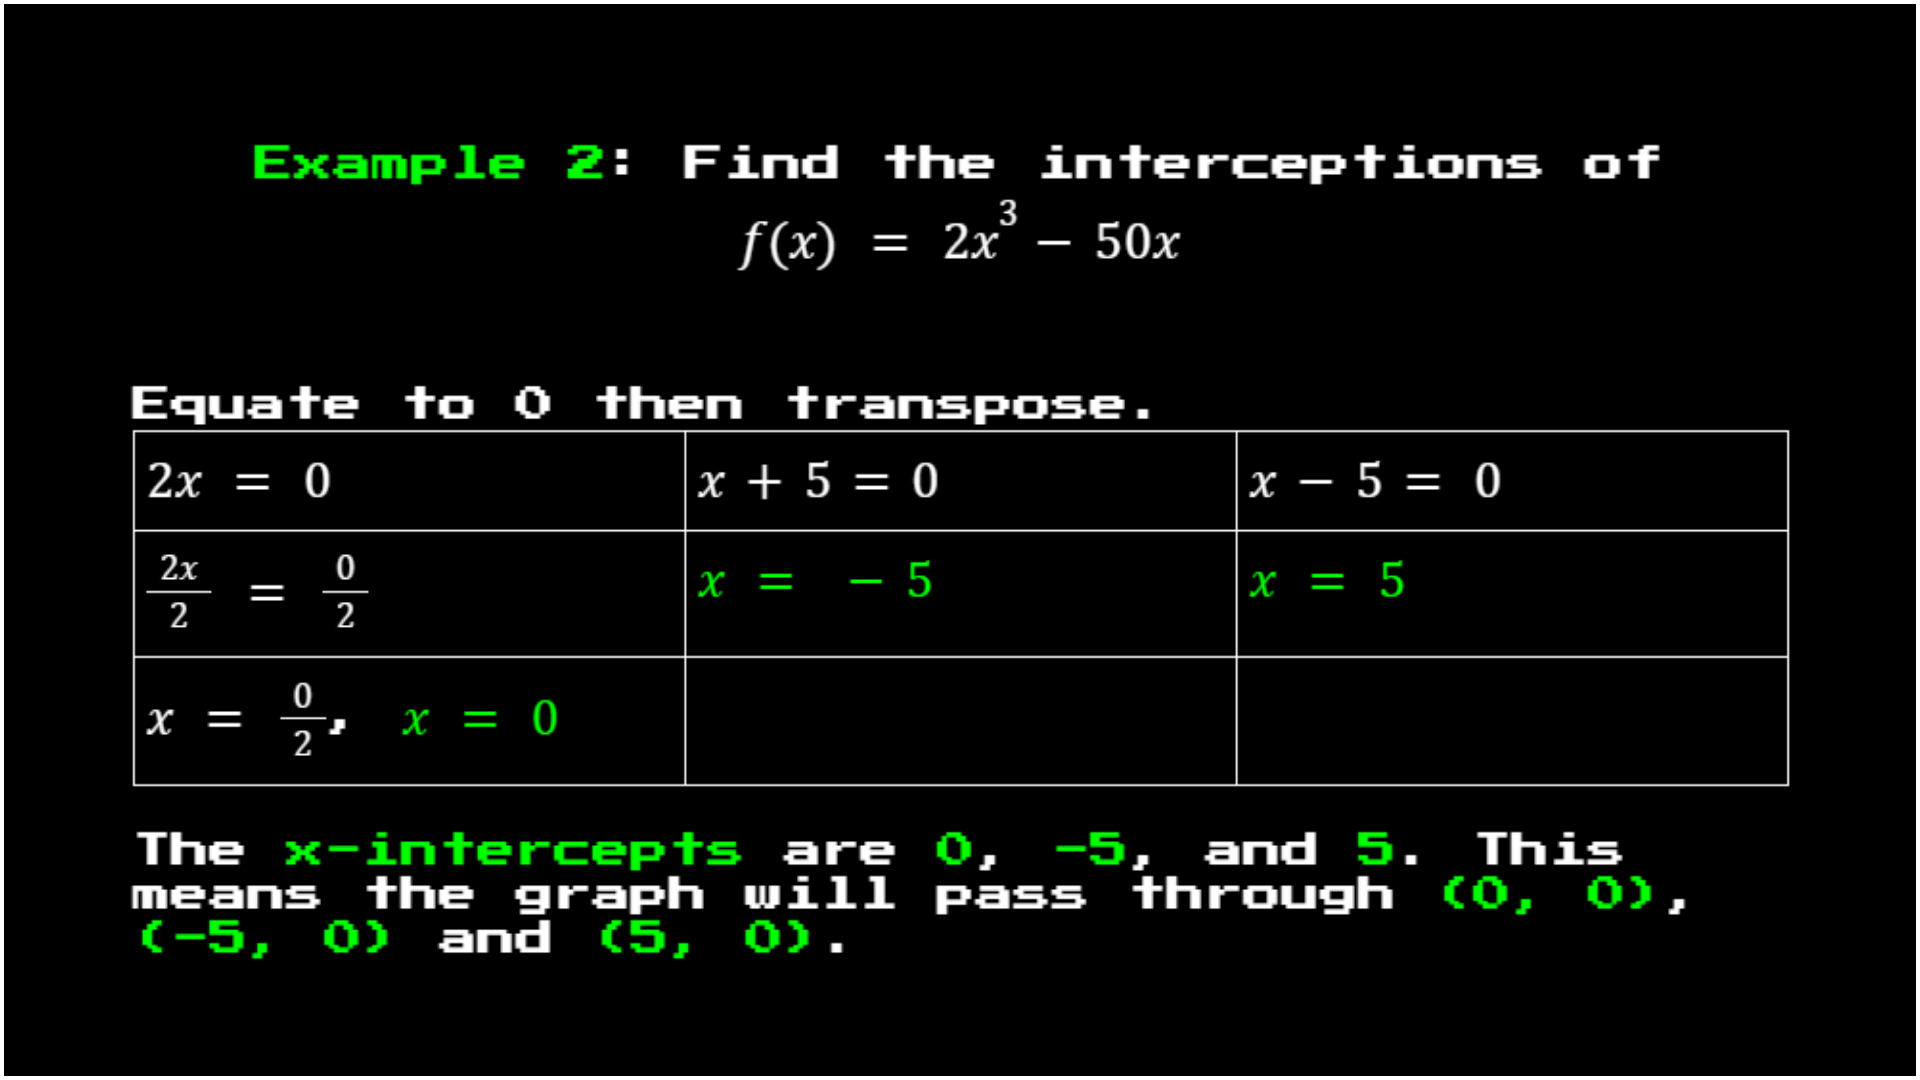 Example 2: Find the interceptions of
f(x) = 2x³ − 50x
Equate to 0 then transpose.
2x = 0 x + 5 = 0 x − 5 = 0
2x/2 = 0/2 x = − 5 x = 5
x = 0/2, x = 0
The x-intercepts are 0, -5, and 5. This
means the graph will pass through (0, 0),
(-5, 0) and (5, 0).